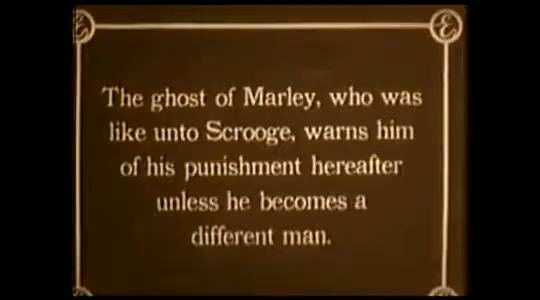 The ghost of Marley, who was
like unto Scrooge, warns him
of his punishment hereafter
unless he becomes a
different man.
E